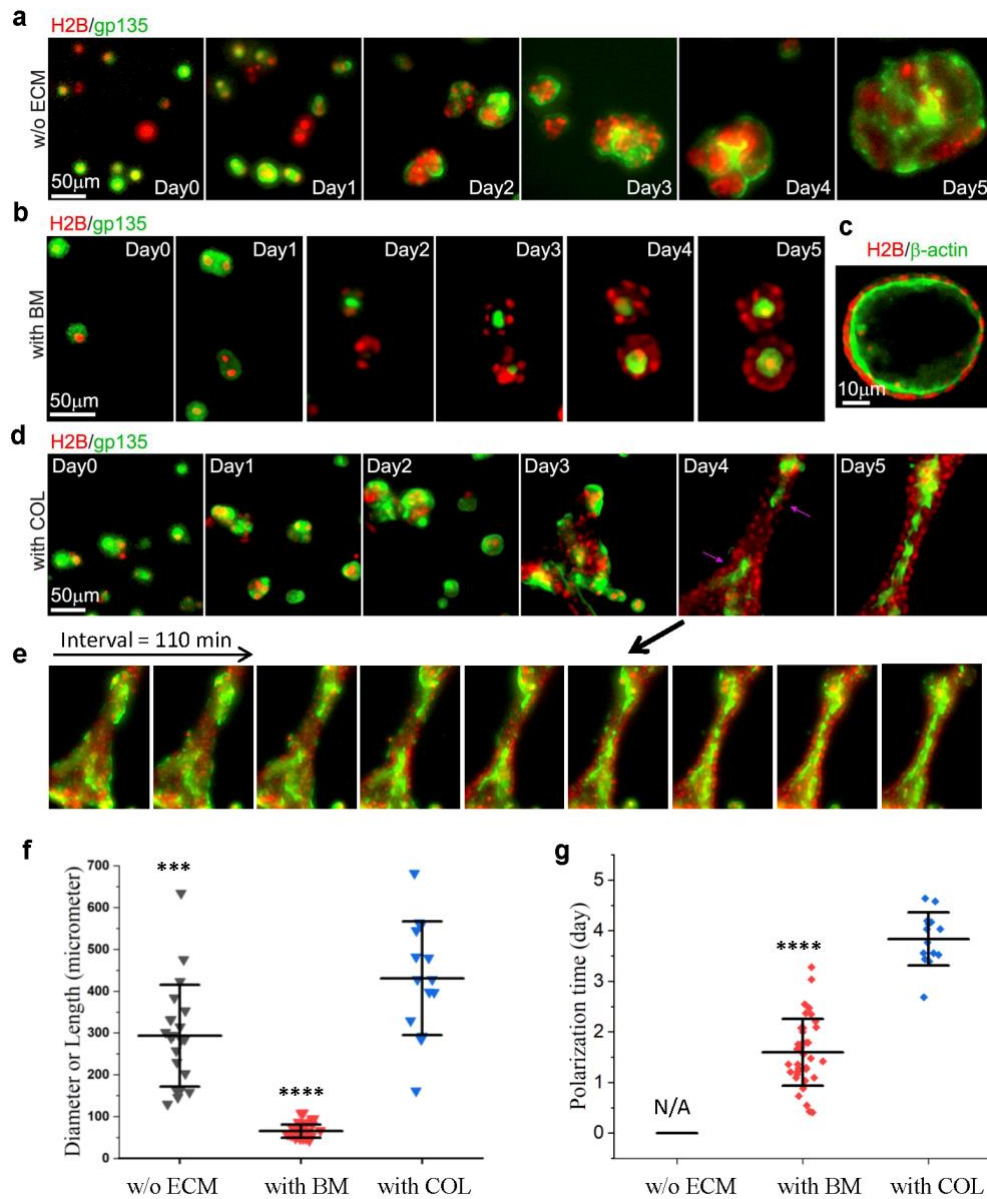 a
H2B/gp135
w/o ECM
50μm
Day0
Day1
Day2
Day3
Day4
Day5
b
H2B/gp135
with BM
Day0
Day1
Day2
Day3
Day4
Day5
50μm
c
H2B/β-actin
10μm
d
H2B/gp135
with COL
Day0
Day1
Day2
Day3
Day4
Day5
50μm
e
Interval = 110 min
f
Diameter or Length (micrometer)
700
600
500
400
300
200
100
0
***
****
w/o ECM
with BM
with COL
g
Polarization time (day)
5
4
3
2
1
0
N/A
****
w/o ECM
with BM
with COL